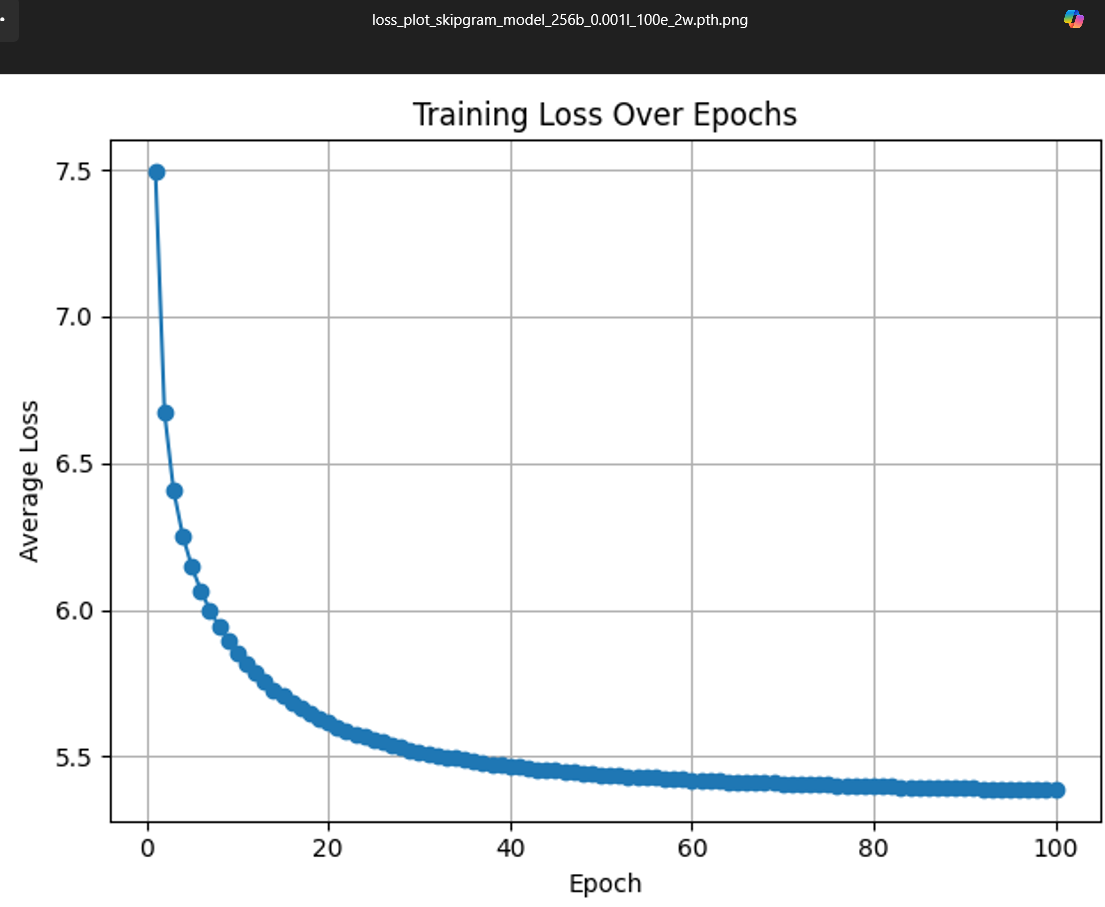 loss_plot_skipgram_model_256b_0.001l_100e_2w.pth.png
Training Loss Over Epochs
7.5
7.0
6.5
6.0
5.5
Average Loss
0 20 40 60 80 100
Epoch